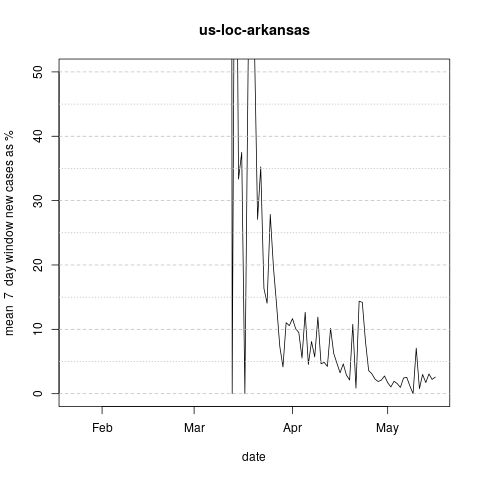 us-loc-arkansas
mean  7  day window new cases as %
50
40
30
20
10
0
Feb
Mar
Apr
May
date